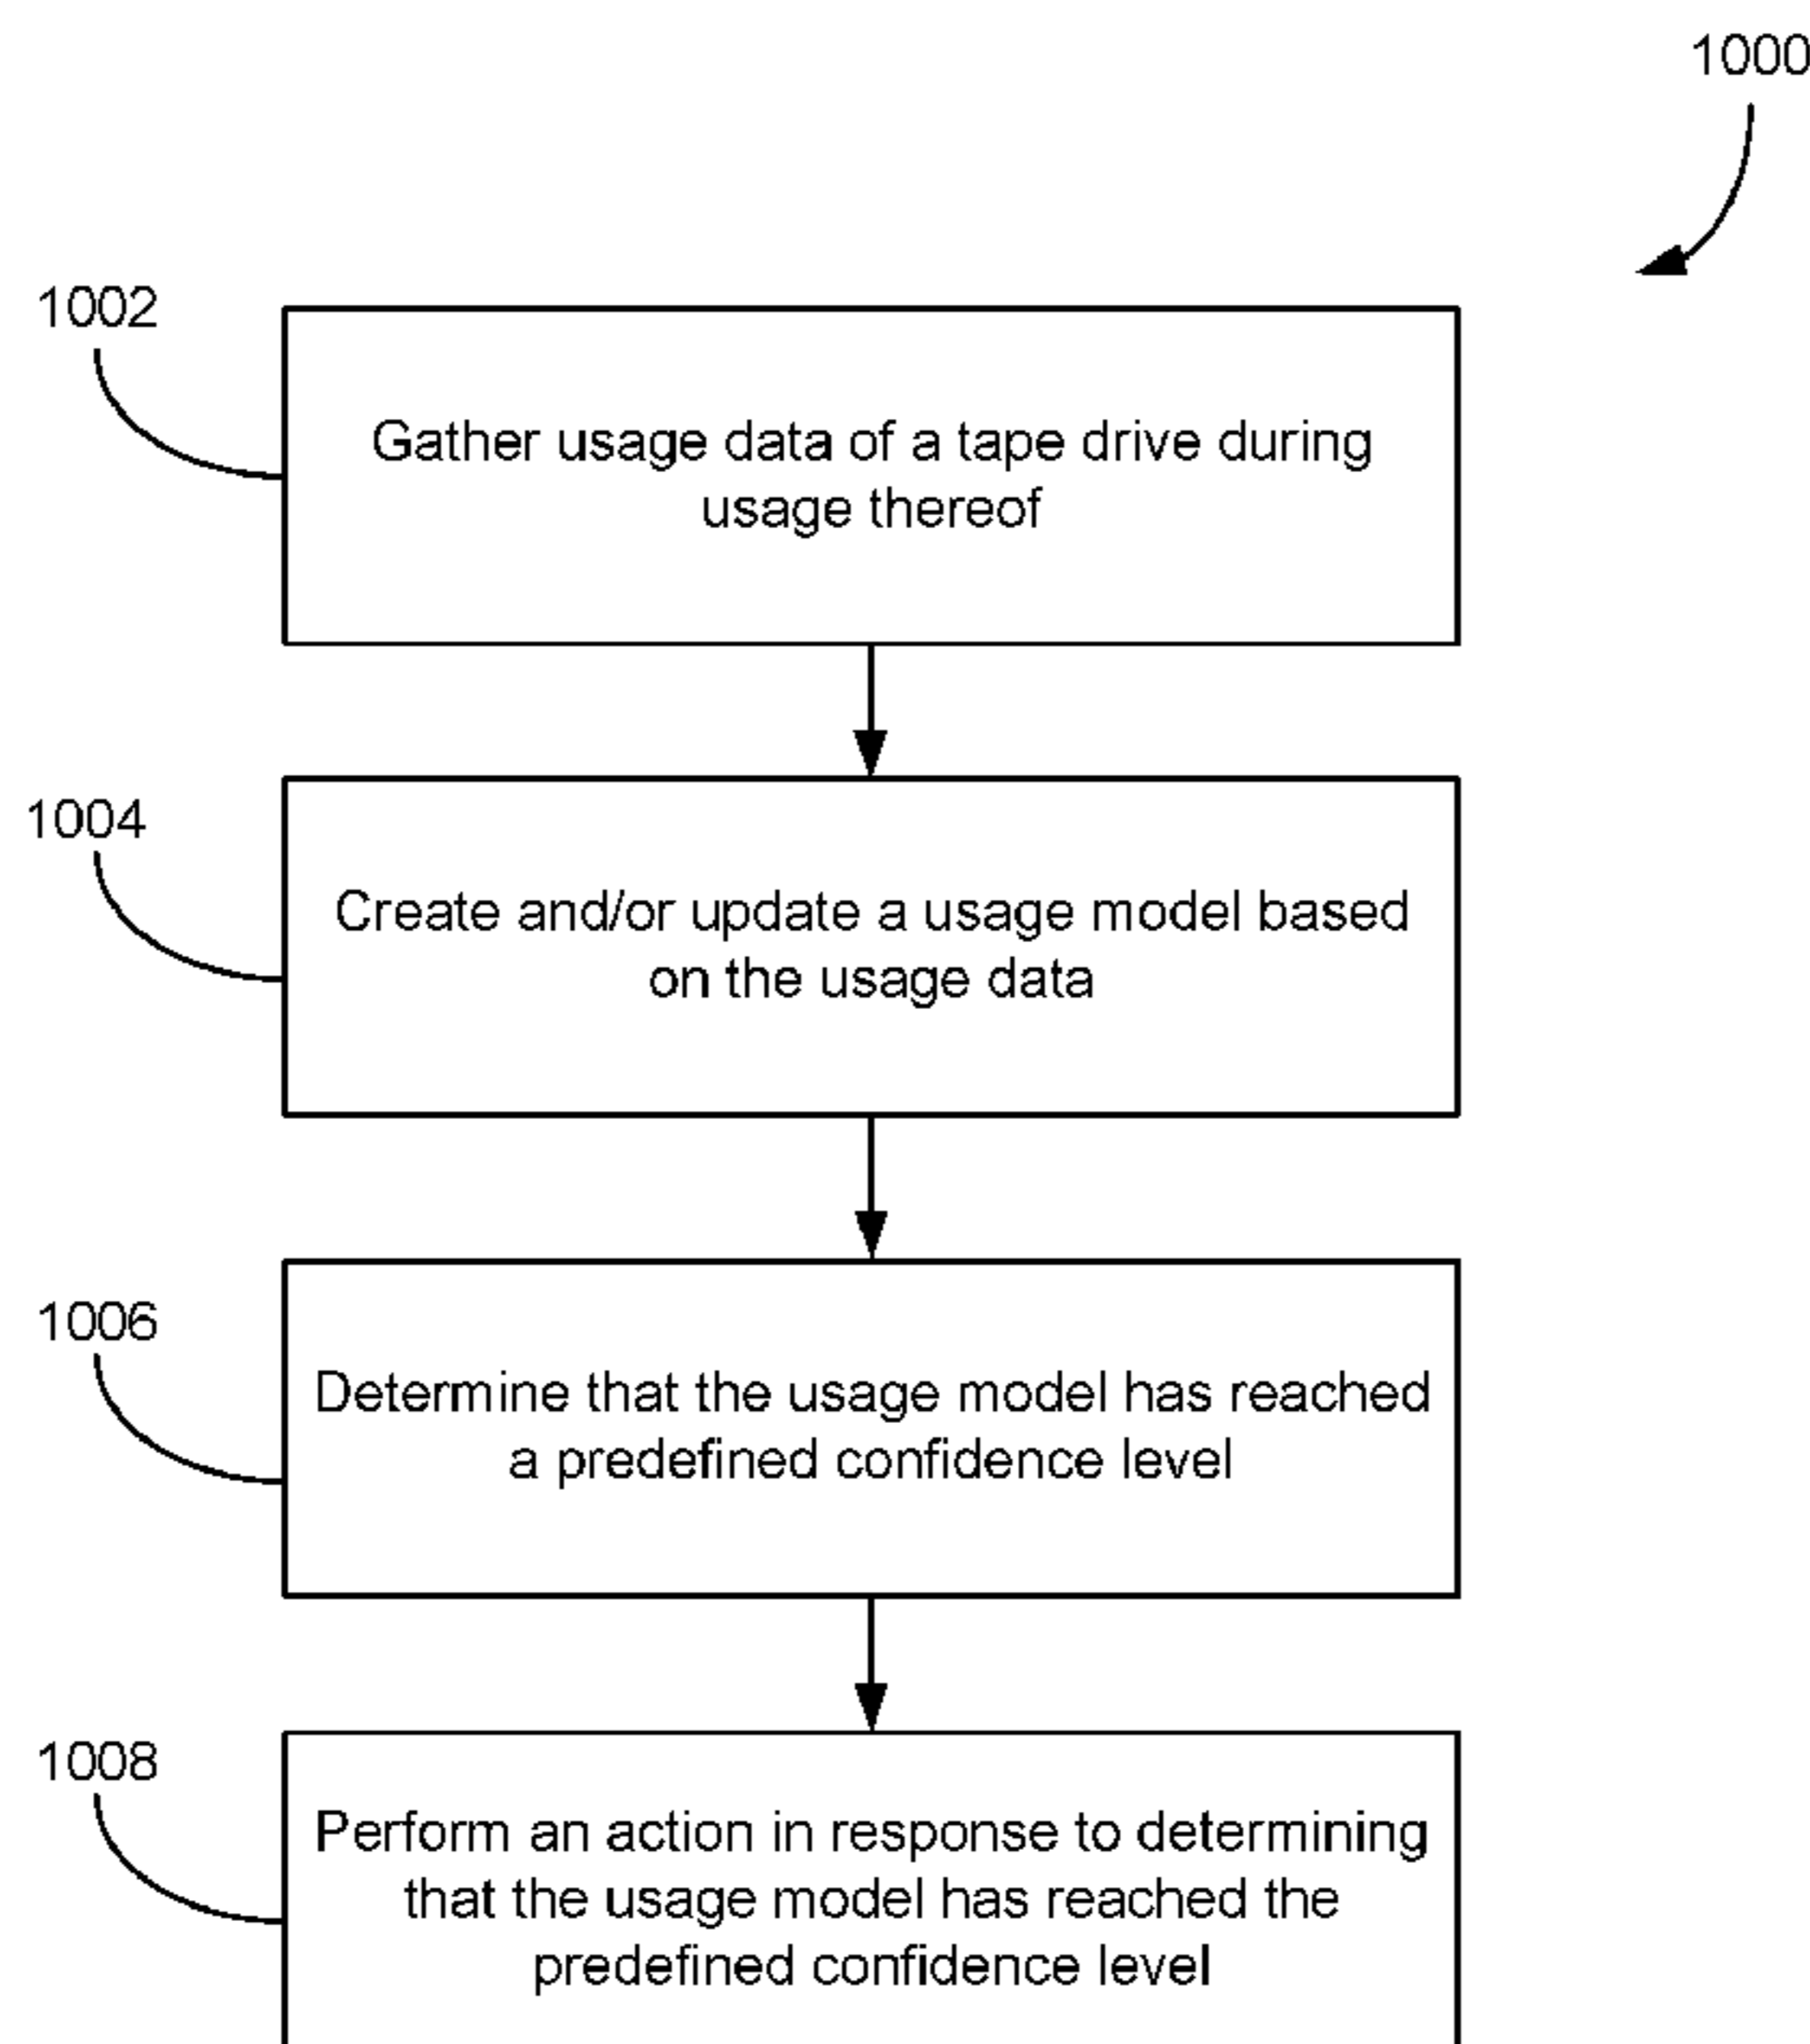 1000
1002
Gather usage data of a tape drive during
usage thereof
1004
Create and/or update a usage model based
on the usage data
1006
Determine that the usage model has reached
a predefined confidence level
1008
Perform an action in response to determining
that the usage model has reached the
predefined confidence level